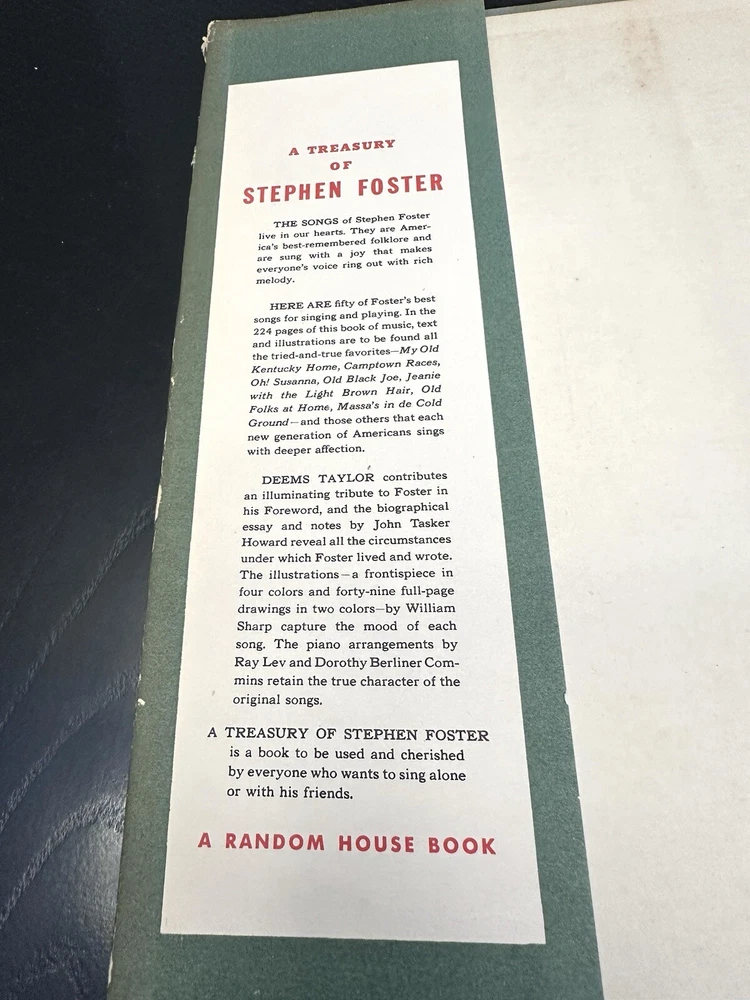 A TREASURY
OF
STEPHEN FOSTER
THE SONGS of Stephen Foster
live in our hearts. They are Amer-
ica's best-remembered folklore and
are sung with a joy that makes
everyone's voice ring out with rich
melody.
HERE ARE fifty of Foster's best
songs for singing and playing. In the
224 pages of this book of music, text
and illustrations are to be found all
the tried-and-true favorites—My Old
Kentucky Home, Camptown Races,
Oh! Susanna, Old Black Joe, Jeanie
with the Light Brown Hair, Old
Folks at Home, Massa's in de Cold
Ground—and those others that each
new generation of Americans sings
with deeper affection.
DEEMS TAYLOR contributes
an illuminating tribute to Foster in
his Foreword, and the biographical
essay and notes by John Tasker
Howard reveal all the circumstances
under which Foster lived and wrote.
The illustrations—a frontispiece in
four colors and forty-nine full-page
drawings in two colors—by William
Sharp capture the mood of each
song. The piano arrangements by
Ray Lev and Dorothy Berliner Com-
mins retain the true character of the
original songs.
A TREASURY OF STEPHEN FOSTER
is a book to be used and cherished
by everyone who wants to sing alone
or with his friends.
A RANDOM HOUSE BOOK